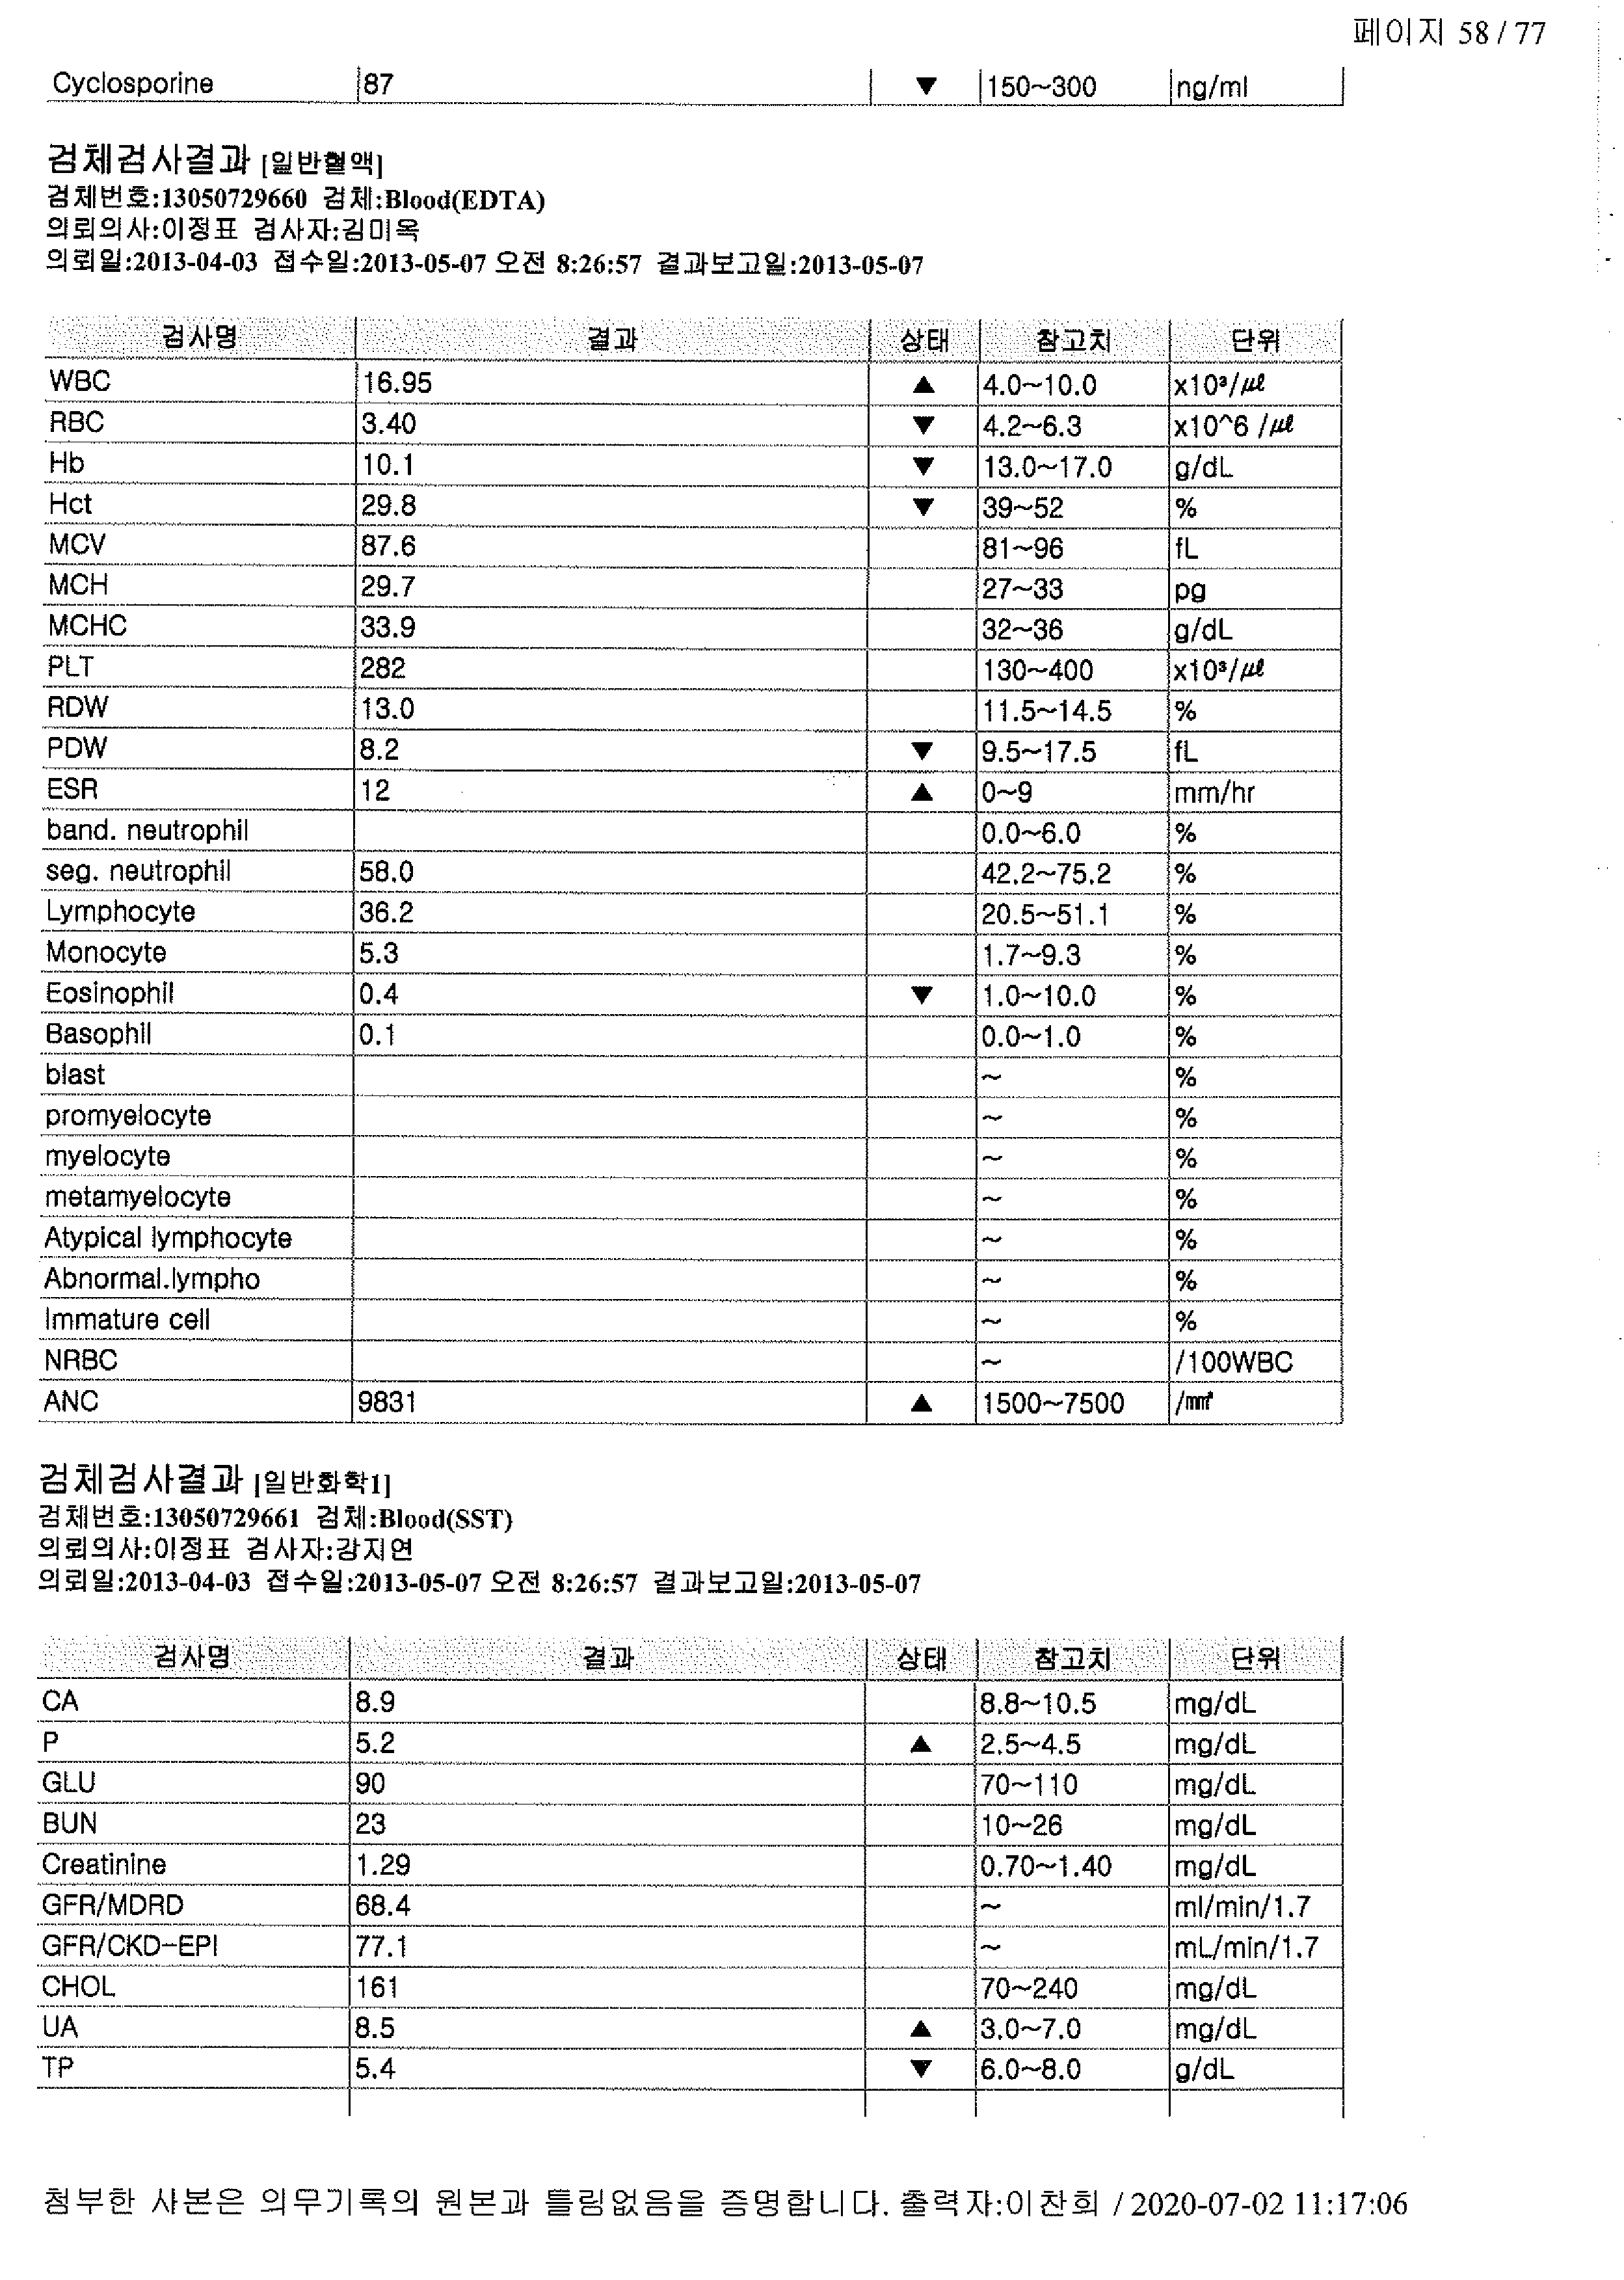 페이지 58 / 77
Cyclosporine 87 ▼ 150~300 ng/ml
검체검사결과 [일반혈액]
검체번호:13050729660 검체:Blood(EDTA)
의뢰의사:이정표 검사자:김미옥
의뢰일:2013-04-03 접수일:2013-05-07 오전 8:26:57 결과보고일:2013-05-07
검사명 결과 상태 참고치 단위
WBC 16.95 ▲ 4.0~10.0 x10³/㎕
RBC 3.40 ▼ 4.2~6.3 x10^6 /㎕
Hb 10.1 ▼ 13.0~17.0 g/dL
Hct 29.8 ▼ 39~52 %
MCV 87.6 81~96 fL
MCH 29.7 27~33 pg
MCHC 33.9 32~36 g/dL
PLT 282 130~400 x10³/㎕
RDW 13.0 11.5~14.5 %
PDW 8.2 ▼ 9.5~17.5 fL
ESR 12 ▲ 0~9 mm/hr
band. neutrophil 0.0~6.0 %
seg. neutrophil 58.0 42.2~75.2 %
Lymphocyte 36.2 20.5~51.1 %
Monocyte 5.3 1.7~9.3 %
Eosinophil 0.4 ▼ 1.0~10.0 %
Basophil 0.1 0.0~1.0 %
blast ~ %
promyelocyte ~ %
myelocyte ~ %
metamyelocyte ~ %
Atypical lymphocyte ~ %
Abnormal.lympho ~ %
Immature cell ~ %
NRBC ~ /100WBC
ANC 9831 ▲ 1500~7500 /㎣
검체검사결과 [일반화학1]
검체번호:13050729661 검체:Blood(SST)
의뢰의사:이정표 검사자:강지연
의뢰일:2013-04-03 접수일:2013-05-07 오전 8:26:57 결과보고일:2013-05-07
검사명 결과 상태 참고치 단위
CA 8.9 8.8~10.5 mg/dL
P 5.2 ▲ 2.5~4.5 mg/dL
GLU 90 70~110 mg/dL
BUN 23 10~26 mg/dL
Creatinine 1.29 0.70~1.40 mg/dL
GFR/MDRD 68.4 ~ ml/min/1.7
GFR/CKD-EPI 77.1 ~ mL/min/1.7
CHOL 161 70~240 mg/dL
UA 8.5 ▲ 3.0~7.0 mg/dL
TP 5.4 ▼ 6.0~8.0 g/dL
첨부한 사본은 의무기록의 원본과 틀림없음을 증명합니다. 출력자:이찬희 / 2020-07-02 11:17:06